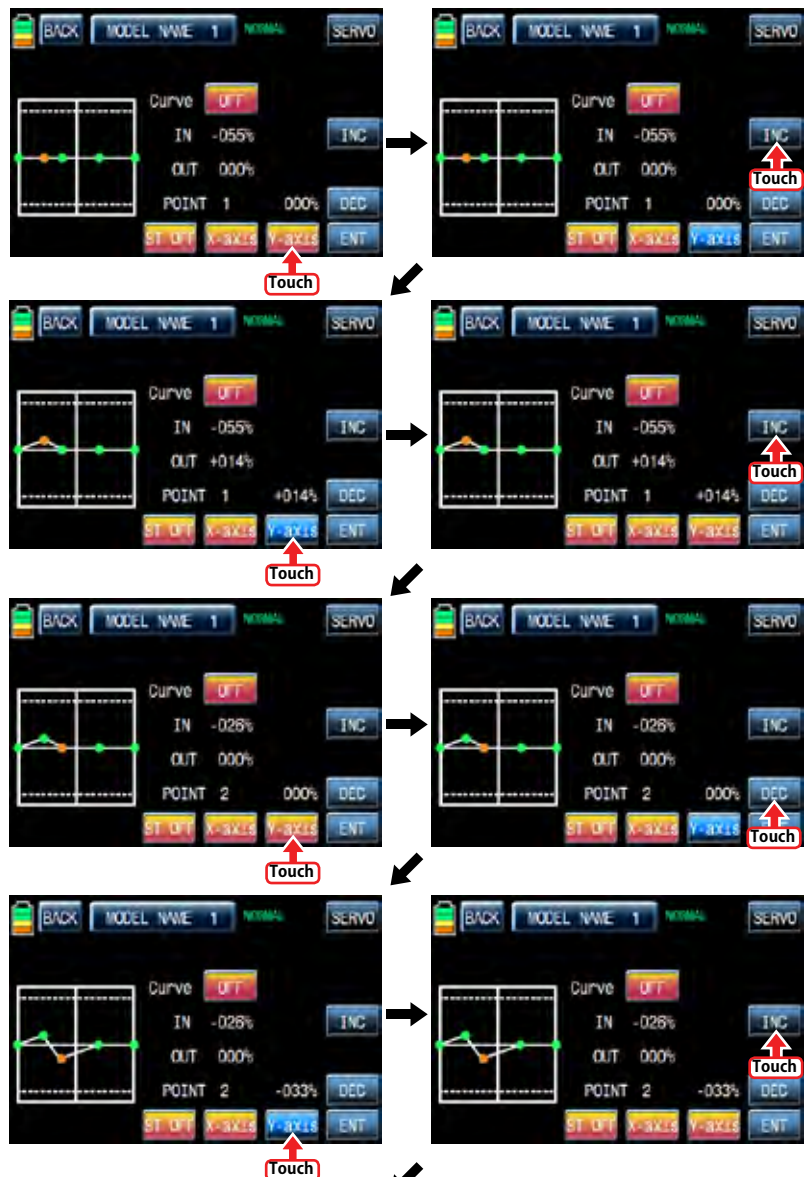 BACK MODEL NAME 1 NORMAL SERVO
Curve OFF
IN -055% INC
OUT 000%
POINT 1 000% DEC
ST OFF X-axis Y-axis ENT
Touch
BACK MODEL NAME 1 NORMAL SERVO
Curve OFF
IN -055% INC
OUT 000% Touch
POINT 1 000% DEC
ST OFF X-axis Y-axis ENT
BACK MODEL NAME 1 NORMAL SERVO
Curve OFF
IN -055% INC
OUT +014%
POINT 1 +014% DEC
ST OFF X-axis Y-axis ENT
Touch
BACK MODEL NAME 1 NORMAL SERVO
Curve OFF
IN -055% INC
OUT +014% Touch
POINT 1 +014% DEC
ST OFF X-axis Y-axis ENT
BACK MODEL NAME 1 NORMAL SERVO
Curve OFF
IN -026% INC
OUT 000%
POINT 2 000% DEC
ST OFF X-axis Y-axis ENT
Touch
BACK MODEL NAME 1 NORMAL SERVO
Curve OFF
IN -026% INC
OUT 000%
POINT 2 000% DEC
ST OFF X-axis Y-axis Touch
BACK MODEL NAME 1 NORMAL SERVO
Curve OFF
IN -026% INC
OUT 000%
POINT 2 -033% DEC
ST OFF X-axis Y-axis ENT
Touch
BACK MODEL NAME 1 NORMAL SERVO
Curve OFF
IN -026% INC
OUT 000% Touch
POINT 2 -033% DEC
ST OFF X-axis Y-axis ENT